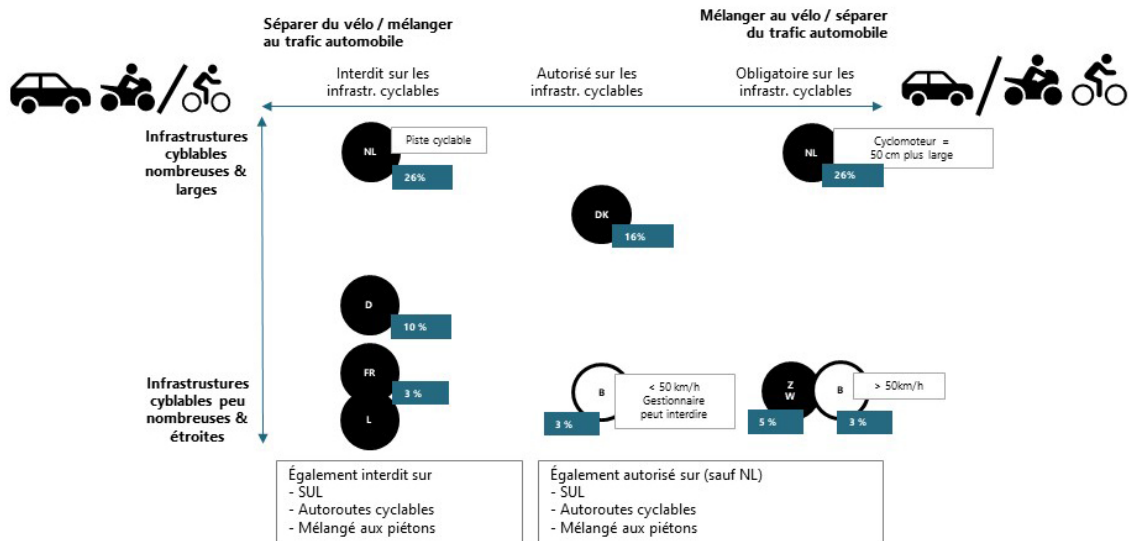 Séparer du vélo / mélanger
au trafic automobile
Mélanger au vélo / séparer
du trafic automobile
Interdit sur les
infrastr. cyclables
Autorisé sur les
infrastr. cyclables
Obligatoire sur les
infrastr. cyclables
Infrastrustures
cyblables
nombreuses &
larges
NL
Piste cyclable
26%
NL
Cyclomoteur =
50 cm plus large
26%
DK
16%
D
10 %
Infrastrustures
cyblables peu
nombreuses &
étroites
FR
3 %
L
B
< 50 km/h
Gestionnaire
peut interdire
3 %
Z
W
5 %
B
> 50km/h
3 %
Également interdit sur
- SUL
- Autoroutes cyclables
- Mélangé aux piétons
Également autorisé sur (sauf NL)
- SUL
- Autoroutes cyclables
- Mélangé aux piétons